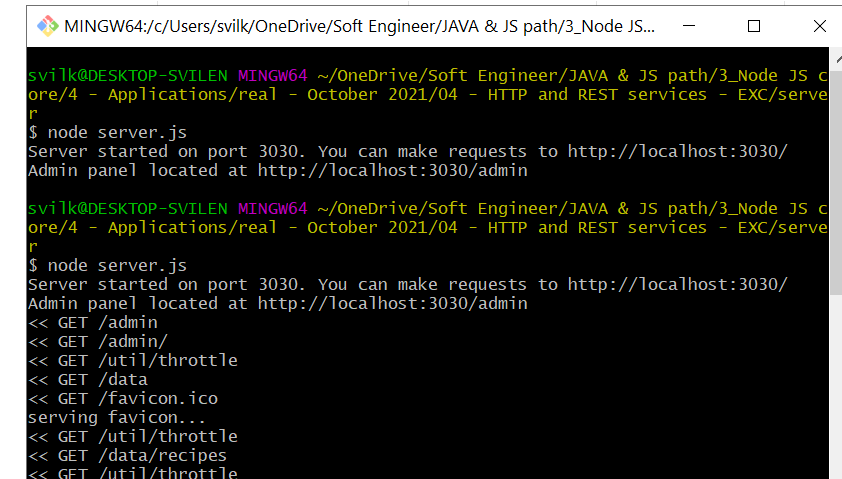 MINGW64:/c/Users/svilk/OneDrive/Soft Engineer/JAVA & JS path/3_Node JS...
svilk@DESKTOP-SVILEN MINGW64 ~/OneDrive/Soft Engineer/JAVA & JS path/3_Node JS c
ore/4 - Applications/real - October 2021/04 - HTTP and REST services - EXC/serve
r
$ node server.js
Server started on port 3030. You can make requests to http://localhost:3030/
Admin panel located at http://localhost:3030/admin
svilk@DESKTOP-SVILEN MINGW64 ~/OneDrive/Soft Engineer/JAVA & JS path/3_Node JS c
ore/4 - Applications/real - October 2021/04 - HTTP and REST services - EXC/serve
r
$ node server.js
Server started on port 3030. You can make requests to http://localhost:3030/
Admin panel located at http://localhost:3030/admin
<< GET /admin
<< GET /admin/
<< GET /util/throttle
<< GET /data
<< GET /favicon.ico
serving favicon...
<< GET /util/throttle
<< GET /data/recipes
<< GET /util/throttle